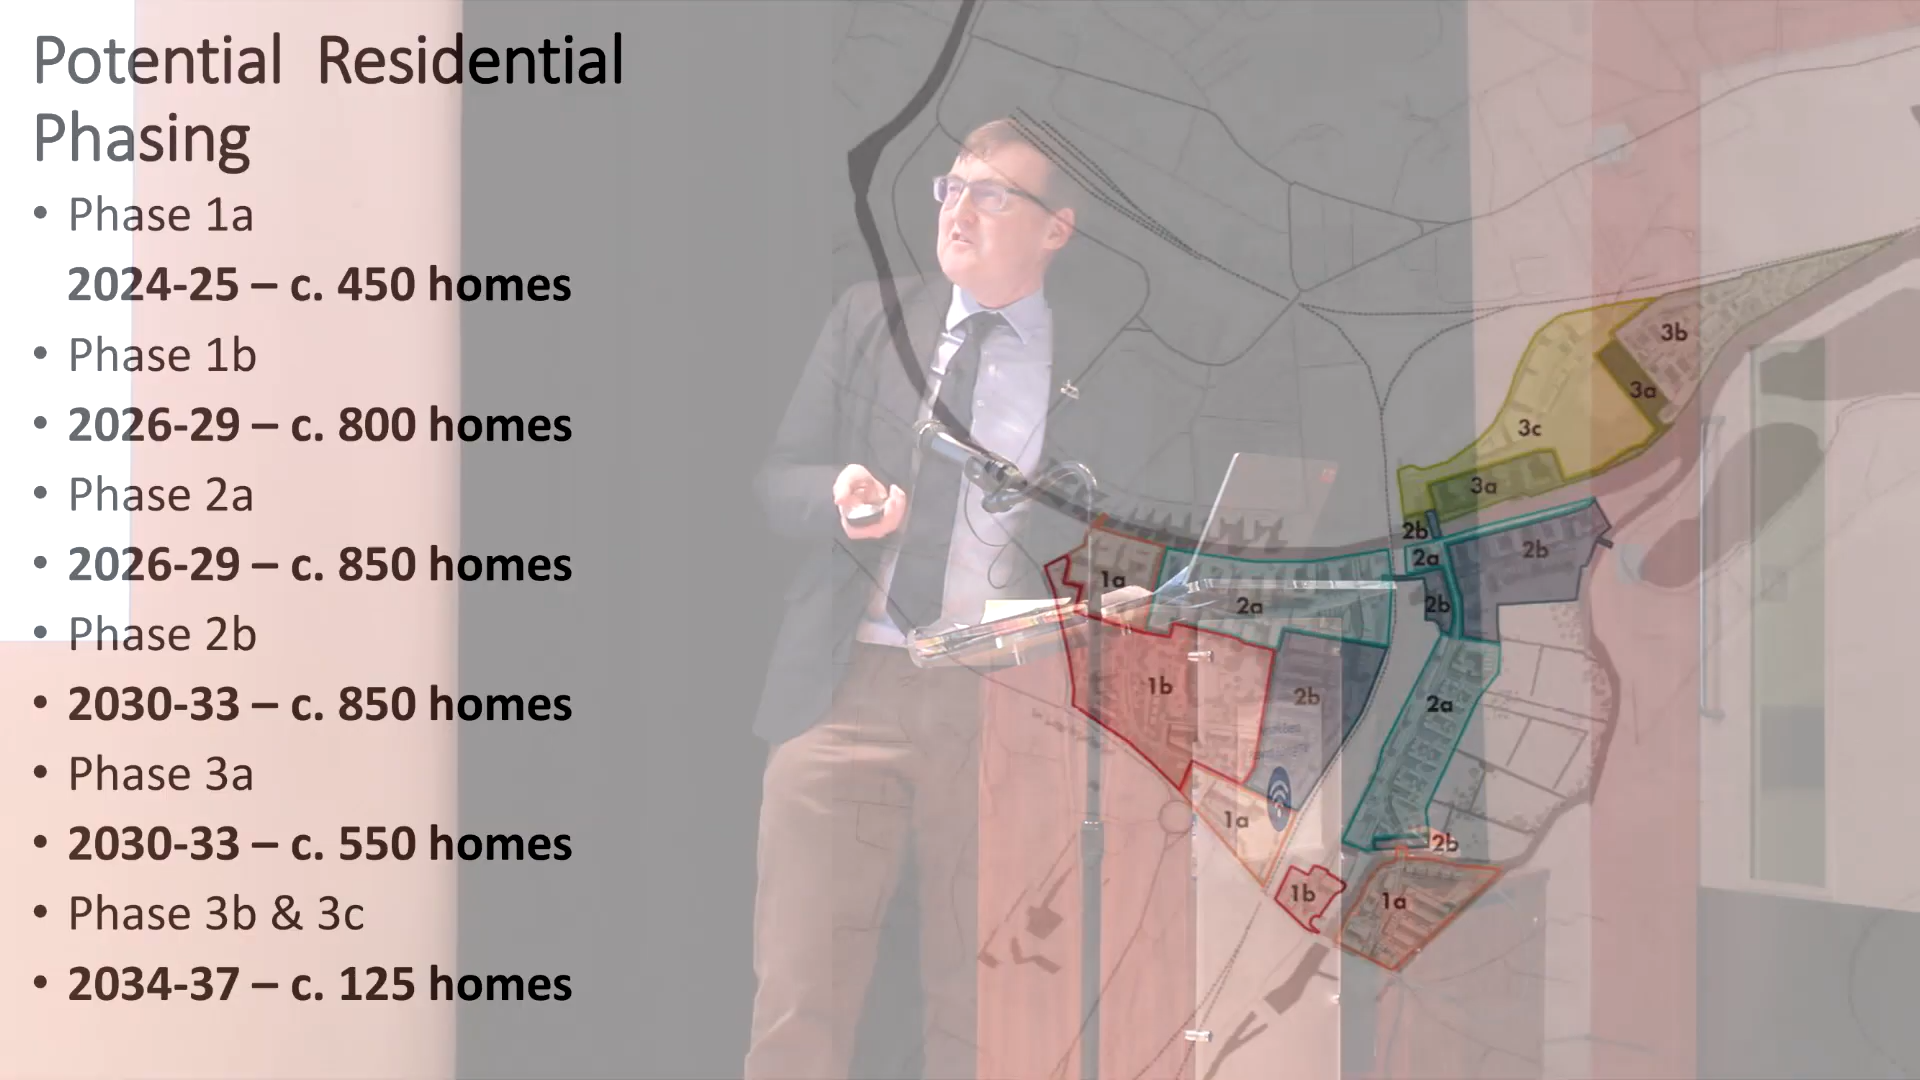 Potential Residential
Phasing
• Phase 1a
2024-25 – c. 450 homes
• Phase 1b
• 2026-29 – c. 800 homes
• Phase 2a
• 2026-29 – c. 850 homes
• Phase 2b
• 2030-33 – c. 850 homes
• Phase 3a
• 2030-33 – c. 550 homes
• Phase 3b & 3c
• 2034-37 – c. 125 homes
3b
3a
3c
3a
2b
2b
2a
1a
2a
2b
1b
2b
2a
1a
2b
1b
1a